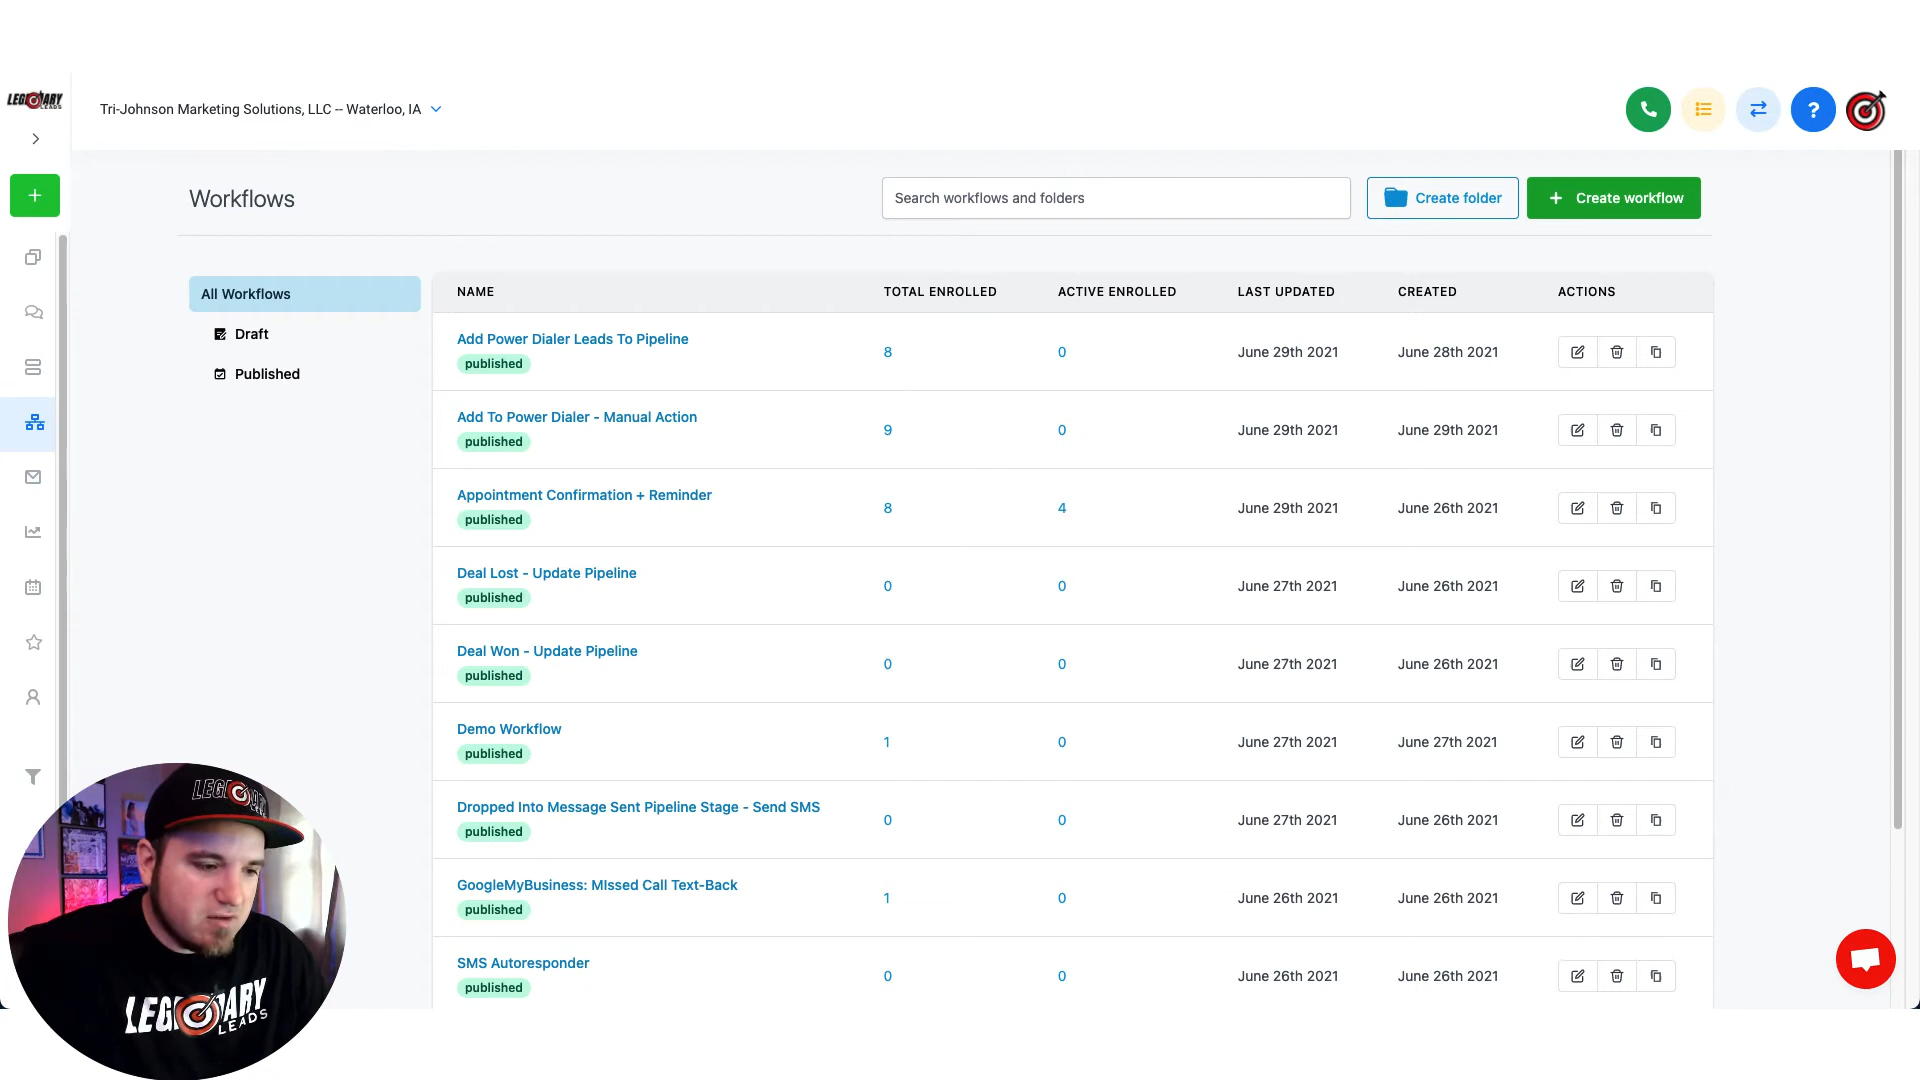 LEGENDARY
LEADS
Tri-Johnson Marketing Solutions, LLC -- Waterloo, IA
?
Workflows
Search workflows and folders
Create folder
+ Create workflow
+
All Workflows
Draft
Published
NAME TOTAL ENROLLED ACTIVE ENROLLED LAST UPDATED CREATED ACTIONS
Add Power Dialer Leads To Pipeline
published
8 0 June 29th 2021 June 28th 2021
Add To Power Dialer - Manual Action
published
9 0 June 29th 2021 June 29th 2021
Appointment Confirmation + Reminder
published
8 4 June 29th 2021 June 26th 2021
Deal Lost - Update Pipeline
published
0 0 June 27th 2021 June 26th 2021
Deal Won - Update Pipeline
published
0 0 June 27th 2021 June 26th 2021
Demo Workflow
published
1 0 June 27th 2021 June 27th 2021
Dropped Into Message Sent Pipeline Stage - Send SMS
published
0 0 June 27th 2021 June 26th 2021
GoogleMyBusiness: MIssed Call Text-Back
published
1 0 June 26th 2021 June 26th 2021
SMS Autoresponder
published
0 0 June 26th 2021 June 26th 2021
LEGENDARY
LEADS